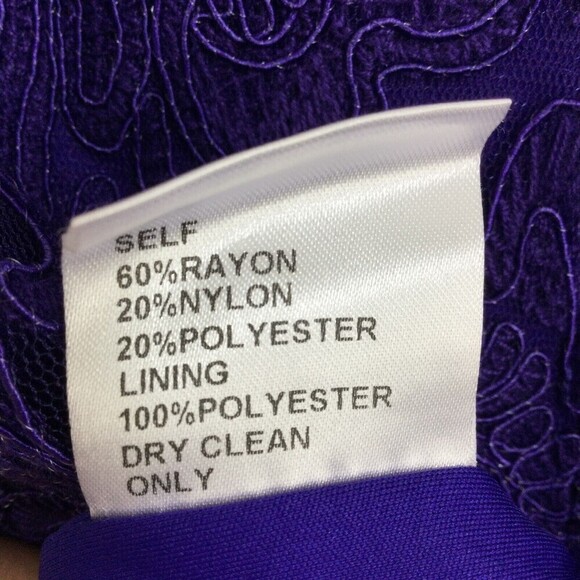 SELF
60%RAYON
20%NYLON
20%POLYESTER
LINING
100%POLYESTER
DRY CLEAN
ONLY